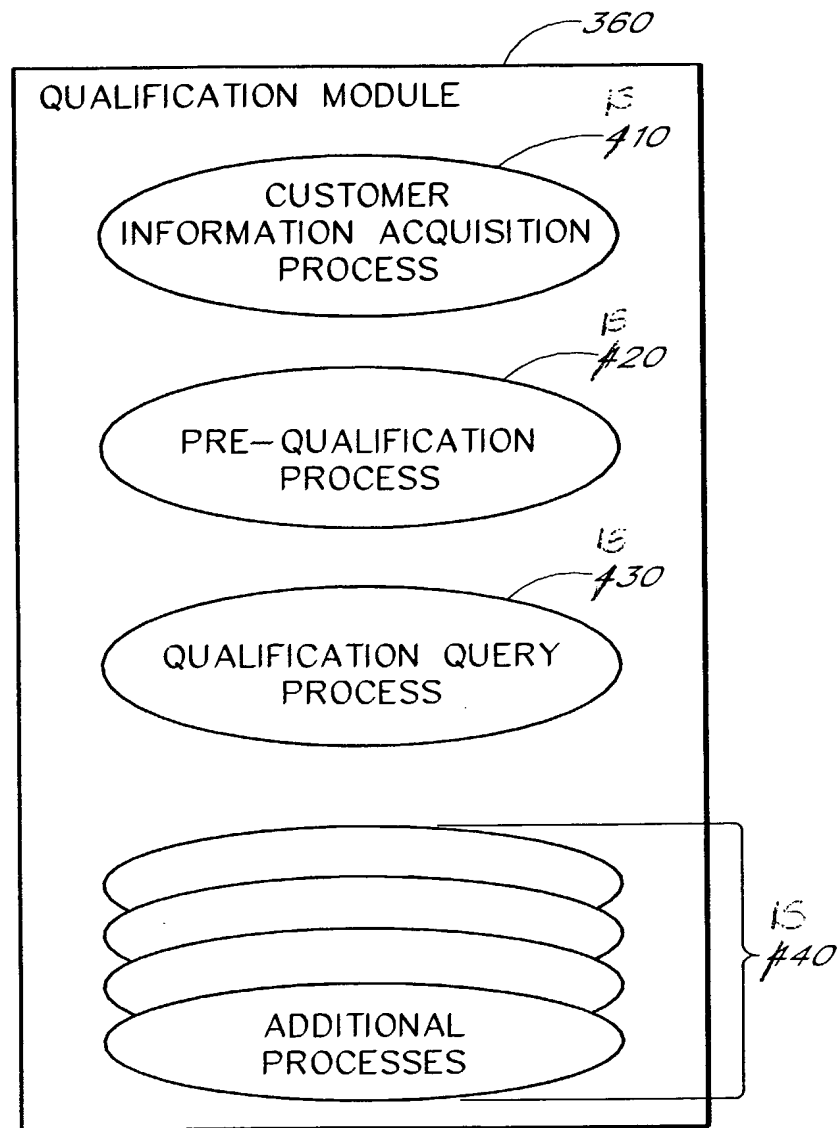 360
QUALIFICATION MODULE
15
410
CUSTOMER
INFORMATION ACQUISITION
PROCESS
15
420
PRE-QUALIFICATION
PROCESS
15
430
QUALIFICATION QUERY
PROCESS
15
440
ADDITIONAL
PROCESSES